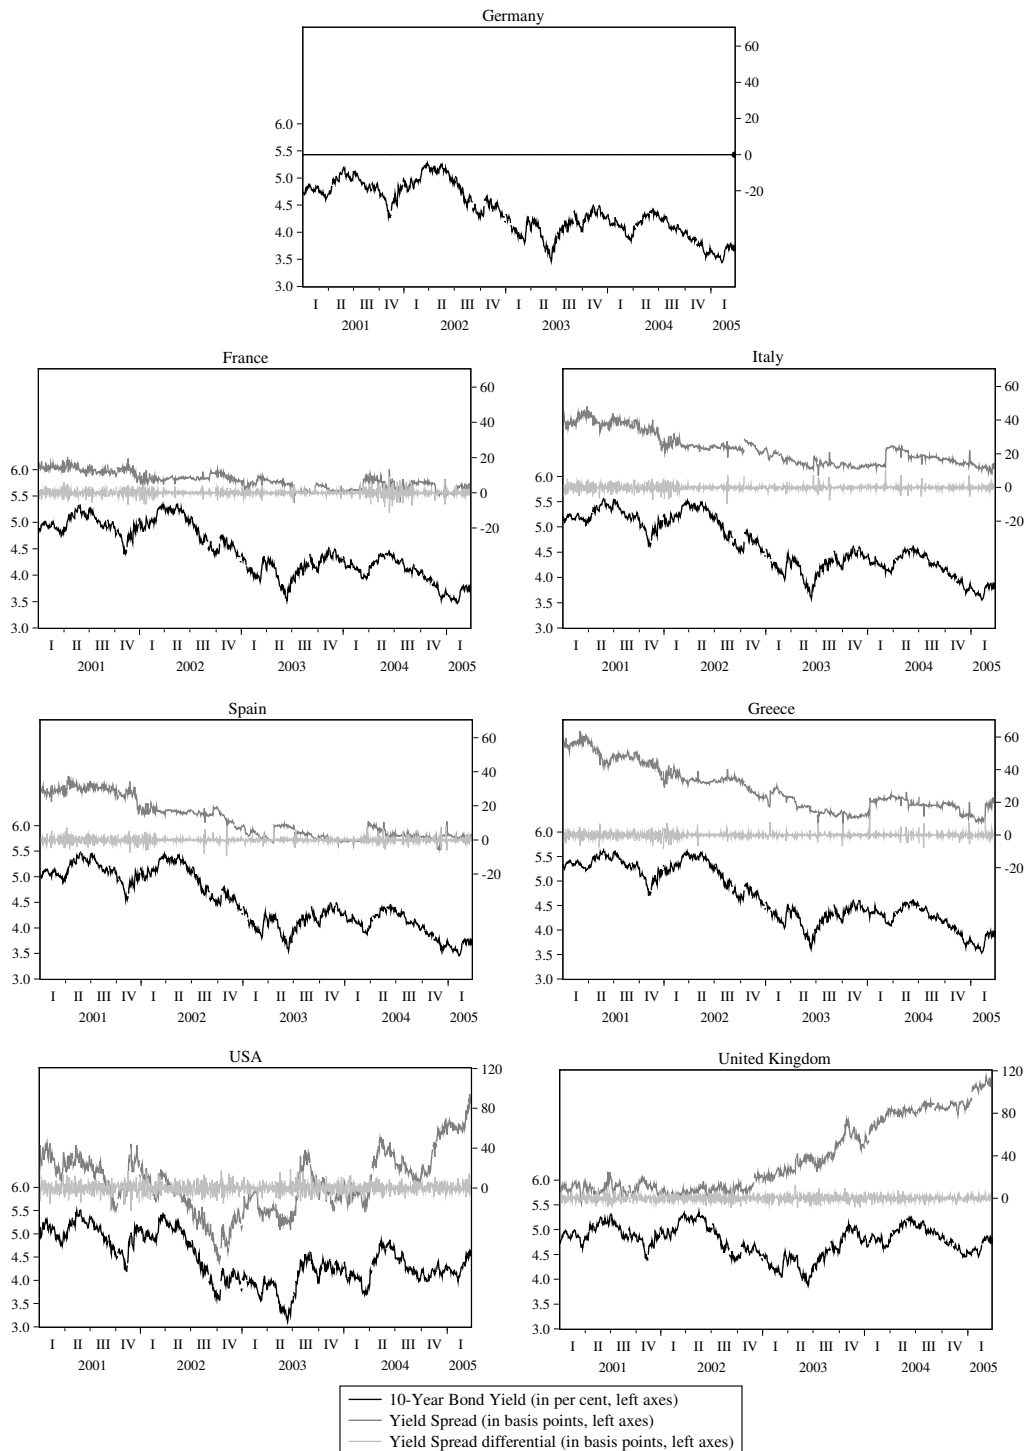 Germany
60
40
20
6.0
5.5
0
5.0
-20
4.5
4.0
3.5
3.0
I II III IV I II III IV I II III IV I II III IV I
2001 2002 2003 2004 2005
France Italy
60 60
40 40
6.0 20 20
5.5 0 6.0
5.0 5.5 0
-20 5.0 -20
4.5 4.5
4.0 4.0
3.5 3.5
3.0 3.0
I II III IV I II III IV I II III IV I II III IV I I II III IV I II III IV I II III IV I II III IV I
2001 2002 2003 2004 2005 2001 2002 2003 2004 2005
Spain Greece
60 60
40 40
20 20
6.0 0 6.0 0
5.5 5.5
5.0 -20 5.0 -20
4.5 4.5
4.0 4.0
3.5 3.5
3.0 3.0
I II III IV I II III IV I II III IV I II III IV I I II III IV I II III IV I II III IV I II III IV I
2001 2002 2003 2004 2005 2001 2002 2003 2004 2005
USA United Kingdom
120 120
80 80
40 40
6.0 0 6.0 0
5.5 5.5
5.0 5.0
4.5 4.5
4.0 4.0
3.5 3.5
3.0 3.0
I II III IV I II III IV I II III IV I II III IV I I II III IV I II III IV I II III IV I II III IV I
2001 2002 2003 2004 2005 2001 2002 2003 2004 2005
10-Year Bond Yield (in per cent, left axes)
Yield Spread (in basis points, left axes)
Yield Spread differential (in basis points, left axes)